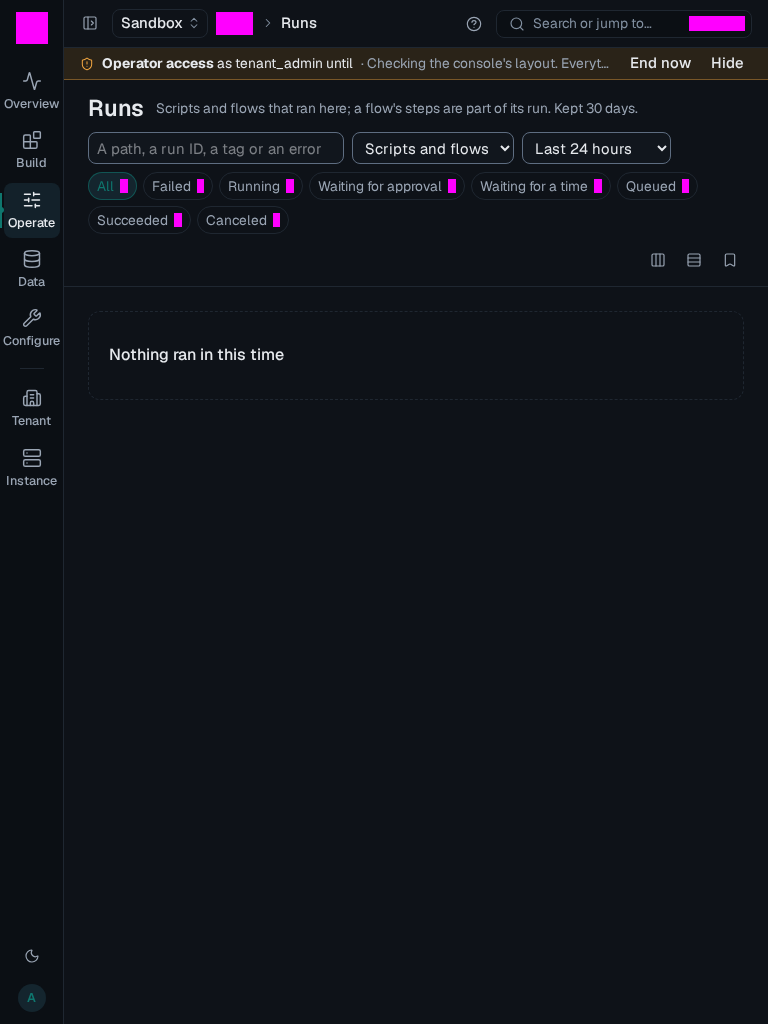 Sandbox
Runs
Search or jump to...
Operator access as tenant_admin until · Checking the console's layout. Everyt...
End now
Hide
Overview
Build
Operate
Data
Configure
Tenant
Instance
A
Runs
Scripts and flows that ran here; a flow's steps are part of its run. Kept 30 days.
A path, a run ID, a tag or an error
Scripts and flows
Last 24 hours
All
Failed
Running
Waiting for approval
Waiting for a time
Queued
Succeeded
Canceled
Nothing ran in this time